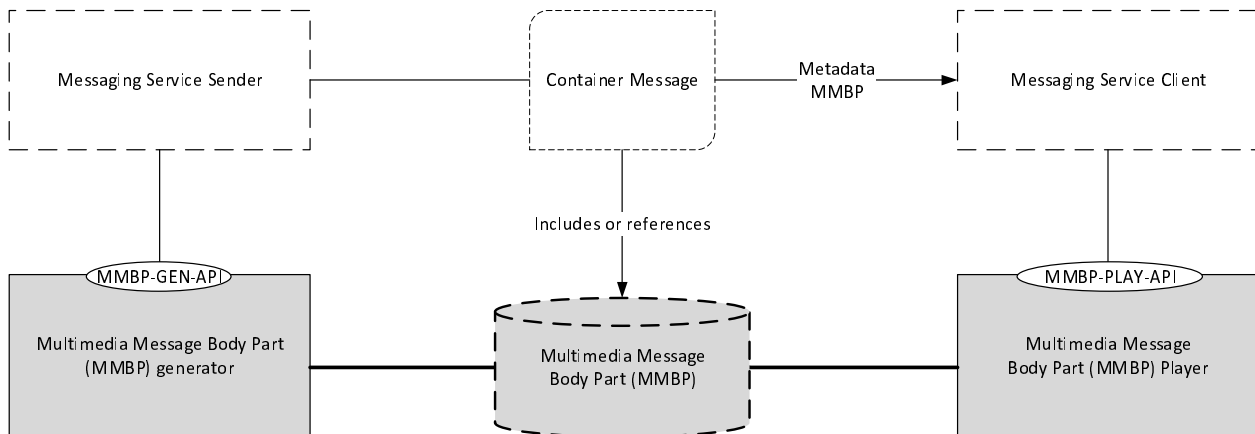 Messaging Service Sender
Container Message
Metadada
MMBP
Messaging Service Client
Includes or references
MMBP-GEN-API
MMBP-PLAY-API
Multimedia Message Body Part
(MMBP) generator
Multimedia Message
Body Part (MMBP)
Multimedia Message
Body Part (MMBP) Player